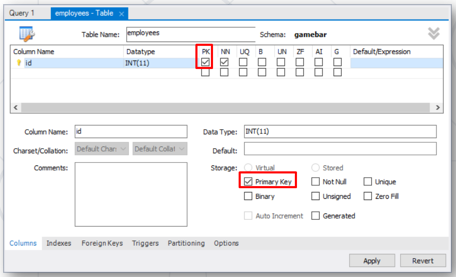 Query 1
employees - Table ×
Table Name: employees Schema: gamebar
Column Name Datatype PK NN UQ B UN ZF AI G Default/Expression
id INT(11)
Column Name: id Data Type: INT(11)
Charset/Collation: Default Char Default Collat Default:
Comments: Storage: Virtual Stored
Primary Key Not Null Unique
Binary Unsigned Zero Fill
Auto Increment Generated
Columns Indexes Foreign Keys Triggers Partitioning Options
Apply Revert